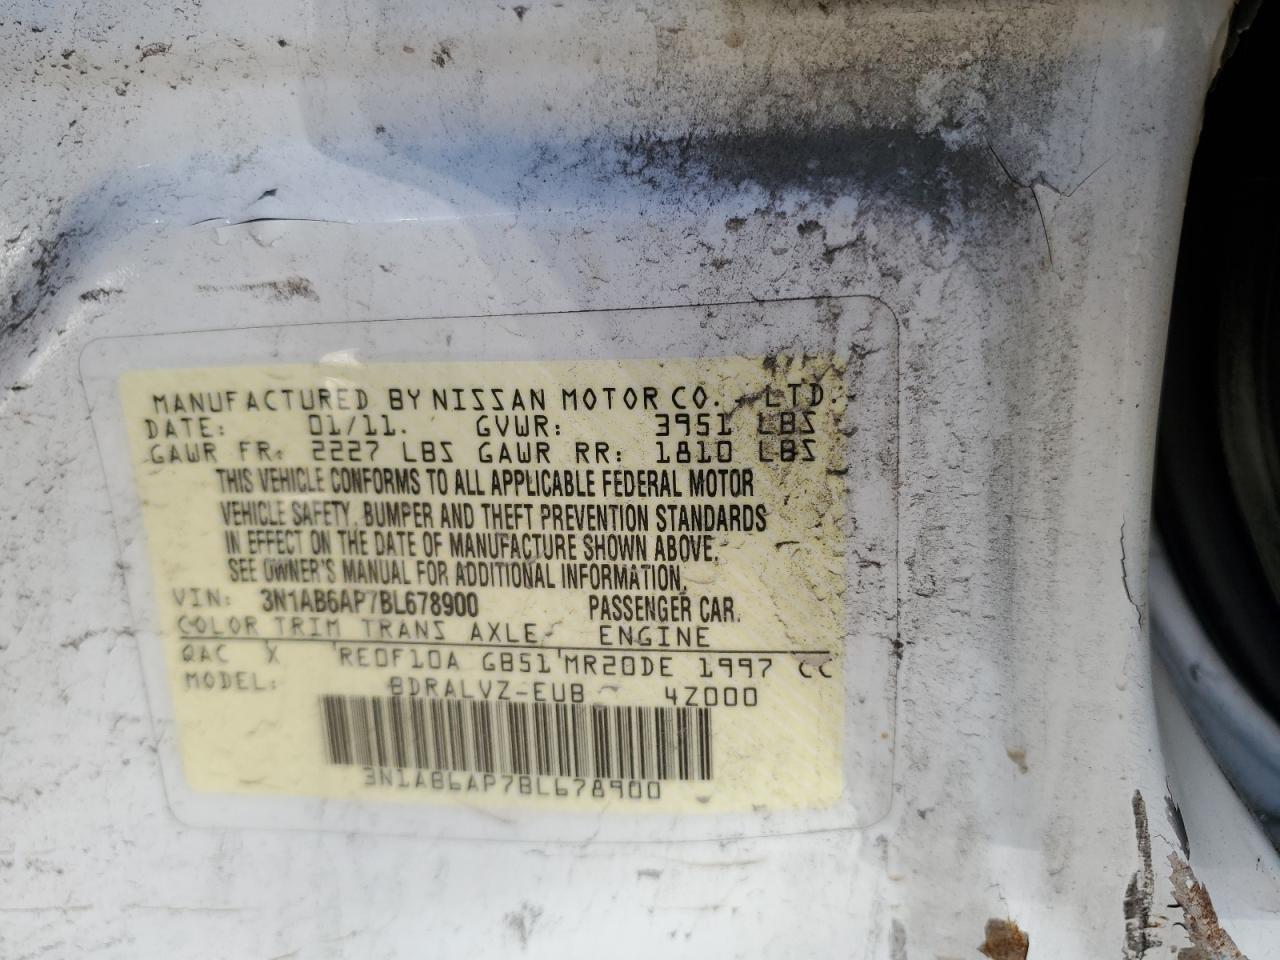 MANUFACTURED BY NISSAN MOTOR CO., LTD.
DATE: 01/11. GVWR: 3951 LBS
GAWR FR: 2227 LBS GAWR RR: 1810 LBS
THIS VEHICLE CONFORMS TO ALL APPLICABLE FEDERAL MOTOR
VEHICLE SAFETY, BUMPER AND THEFT PREVENTION STANDARDS
IN EFFECT ON THE DATE OF MANUFACTURE SHOWN ABOVE.
SEE OWNER'S MANUAL FOR ADDITIONAL INFORMATION.
VIN: 3N1AB6AP7BL678900 PASSENGER CAR.
COLOR TRIM TRANS AXLE ENGINE
QAC X RE0F10A GB51 MR20DE 1997 CC
MODEL: BDRALVZ-EUB 4Z000
3N1AB6AP7BL678900